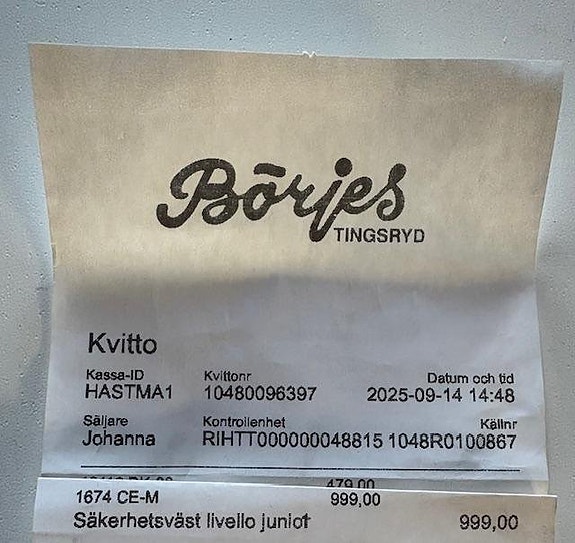 Börjes
TINGSRYD
Kvitto
Kassa-ID Kvittonr Datum och tid
HASTMA1 10480096397 2025-09-14 14:48
Säljare Kontrollenhet Källnr
Johanna RIHTT000000048815 1048R0100867
479,00
1674 CE-M 999,00
Säkerhetsväst livello junior 999,00